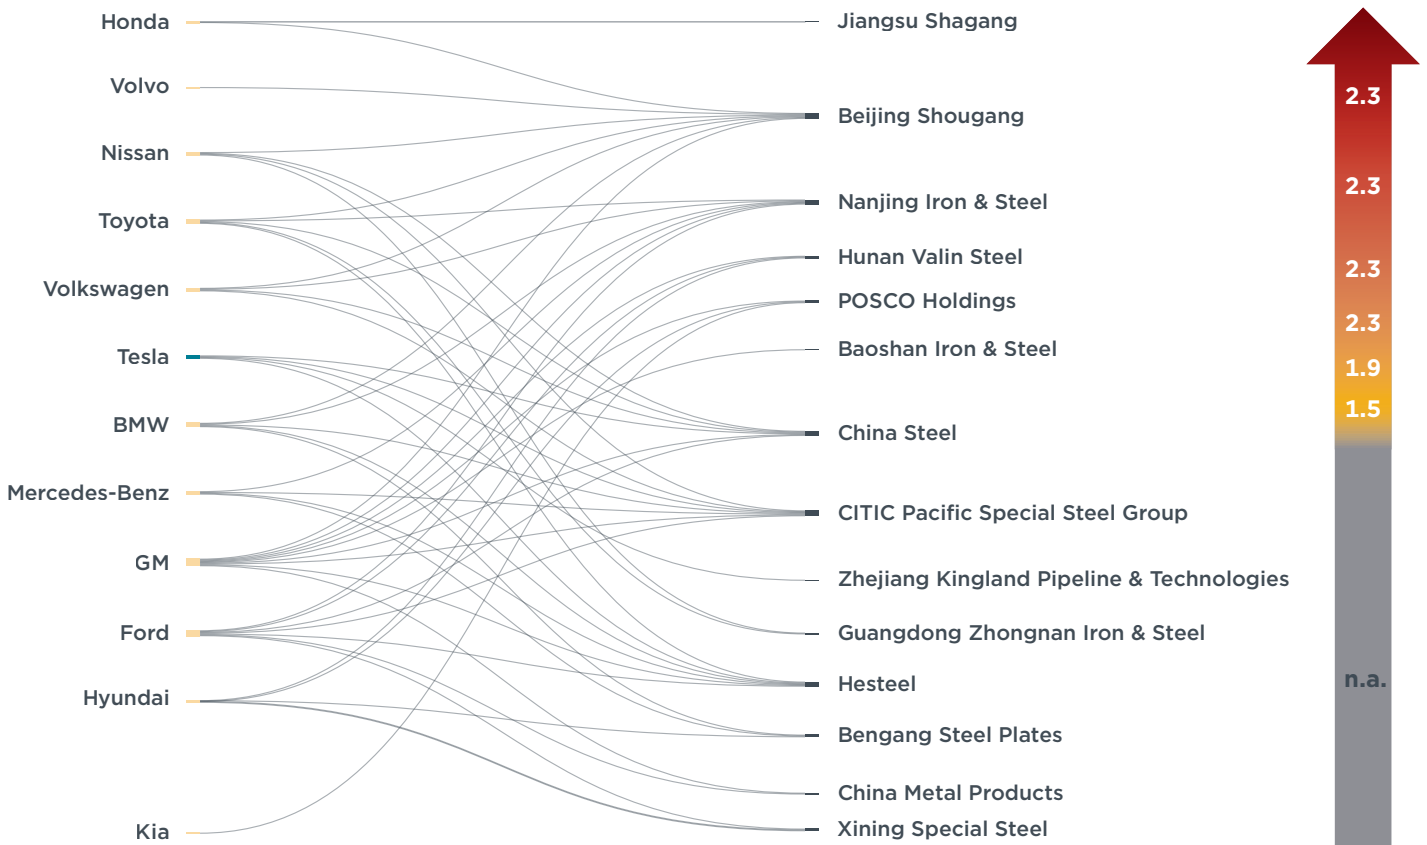 Honda
Volvo
Nissan
Toyota
Volkswagen
Tesla
BMW
Mercedes-Benz
GM
Ford
Hyundai
Kia
Jiangsu Shagang
Beijing Shougang
Nanjing Iron & Steel
Hunan Valin Steel
POSCO Holdings
Baoshan Iron & Steel
China Steel
CITIC Pacific Special Steel Group
Zhejiang Kingland Pipeline & Technologies
Guangdong Zhongnan Iron & Steel
Hesteel
Bengang Steel Plates
China Metal Products
Xining Special Steel
2.3
2.3
2.3
2.3
1.9
1.5
n.a.